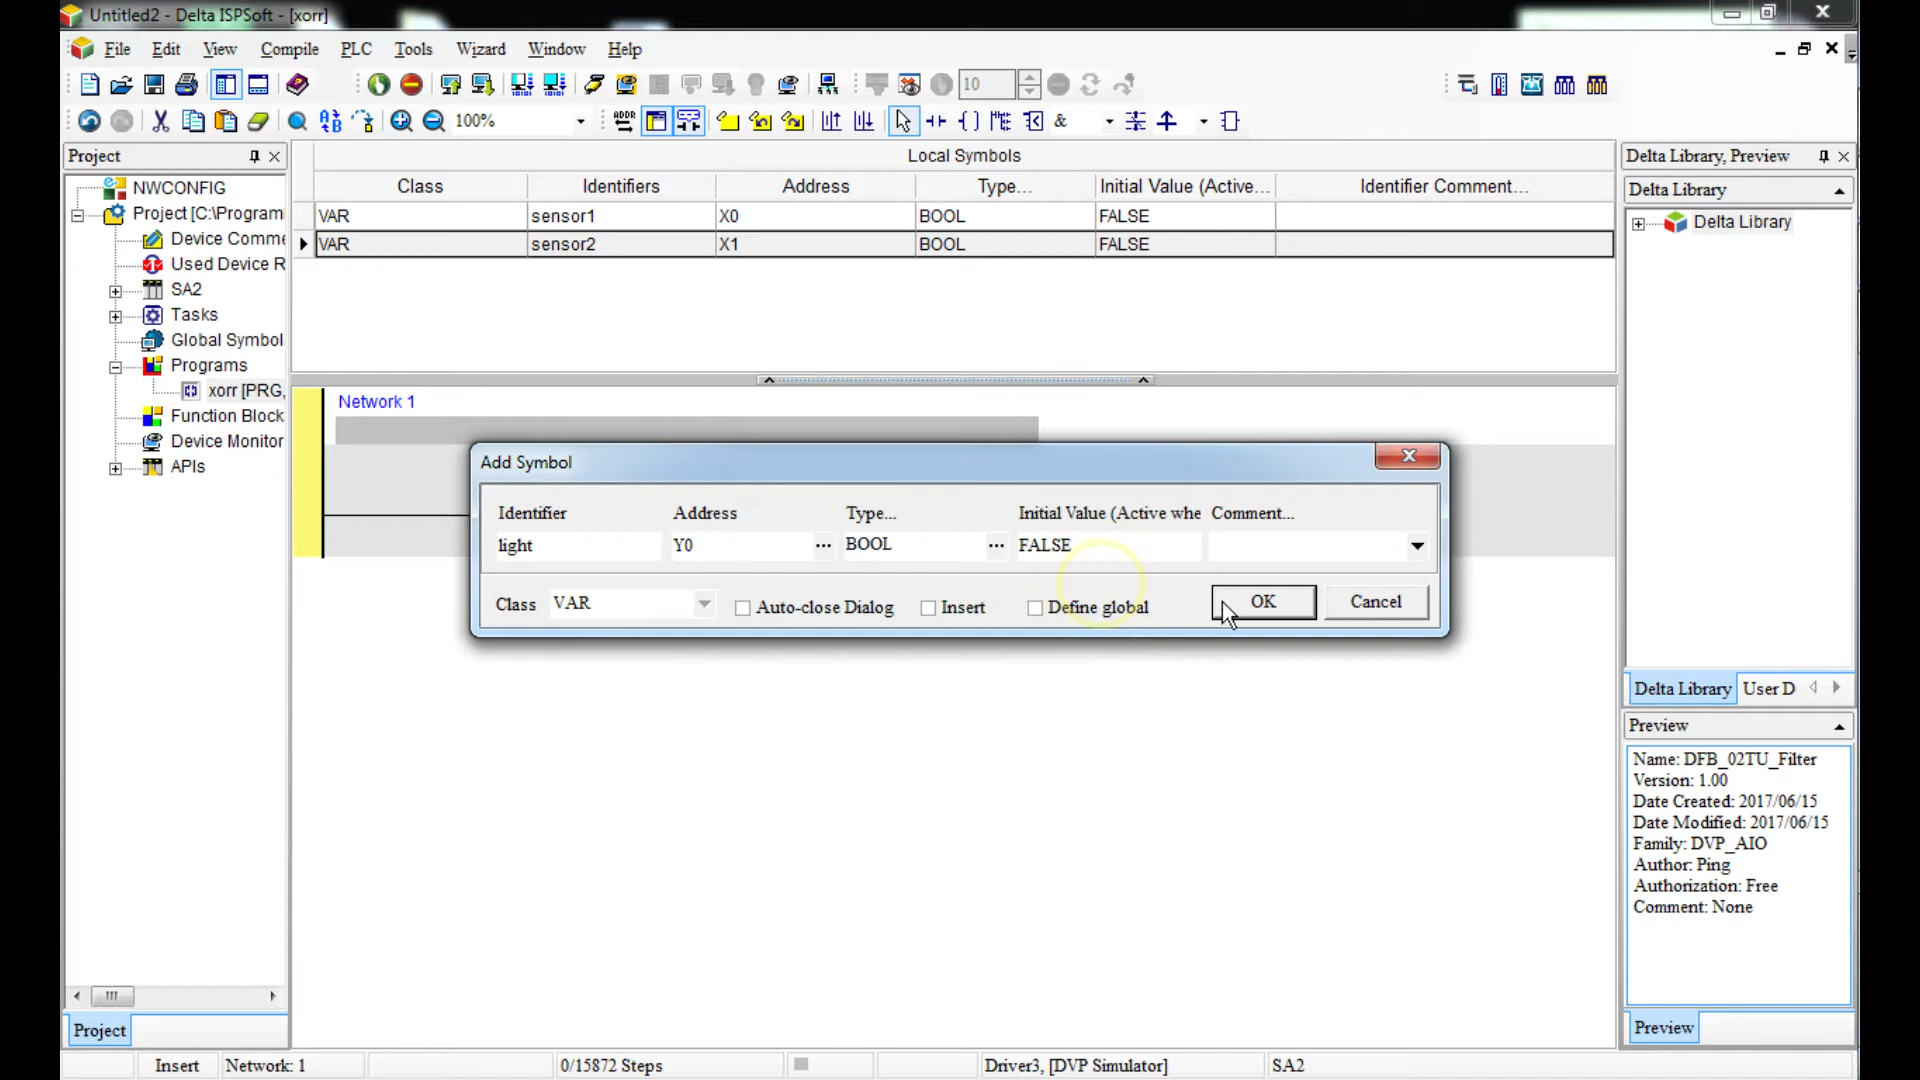 Untitled2 - Delta ISPSoft - [xorr]
File Edit View Compile PLC Tools Wizard Window Help
10
100% ADDR &
Project
NWCONFIG
Project [C:\Program
Device Comme
Used Device R
SA2
Tasks
Global Symbol
Programs
xorr [PRG,
Function Block
Device Monitor
APIs
Project
Local Symbols
Class Identifiers Address Type... Initial Value (Active... Identifier Comment...
VAR sensor1 X0 BOOL FALSE
VAR sensor2 X1 BOOL FALSE
Network 1
Add Symbol
Identifier Address Type... Initial Value (Active whe Comment...
light Y0 ... BOOL ... FALSE
Class VAR Auto-close Dialog Insert Define global OK Cancel
Delta Library, Preview
Delta Library
Delta Library
Delta Library User D
Preview
Name: DFB_02TU_Filter
Version: 1.00
Date Created: 2017/06/15
Date Modified: 2017/06/15
Family: DVP_AIO
Author: Ping
Authorization: Free
Comment: None
Preview
Insert Network: 1 0/15872 Steps Driver3, [DVP Simulator] SA2